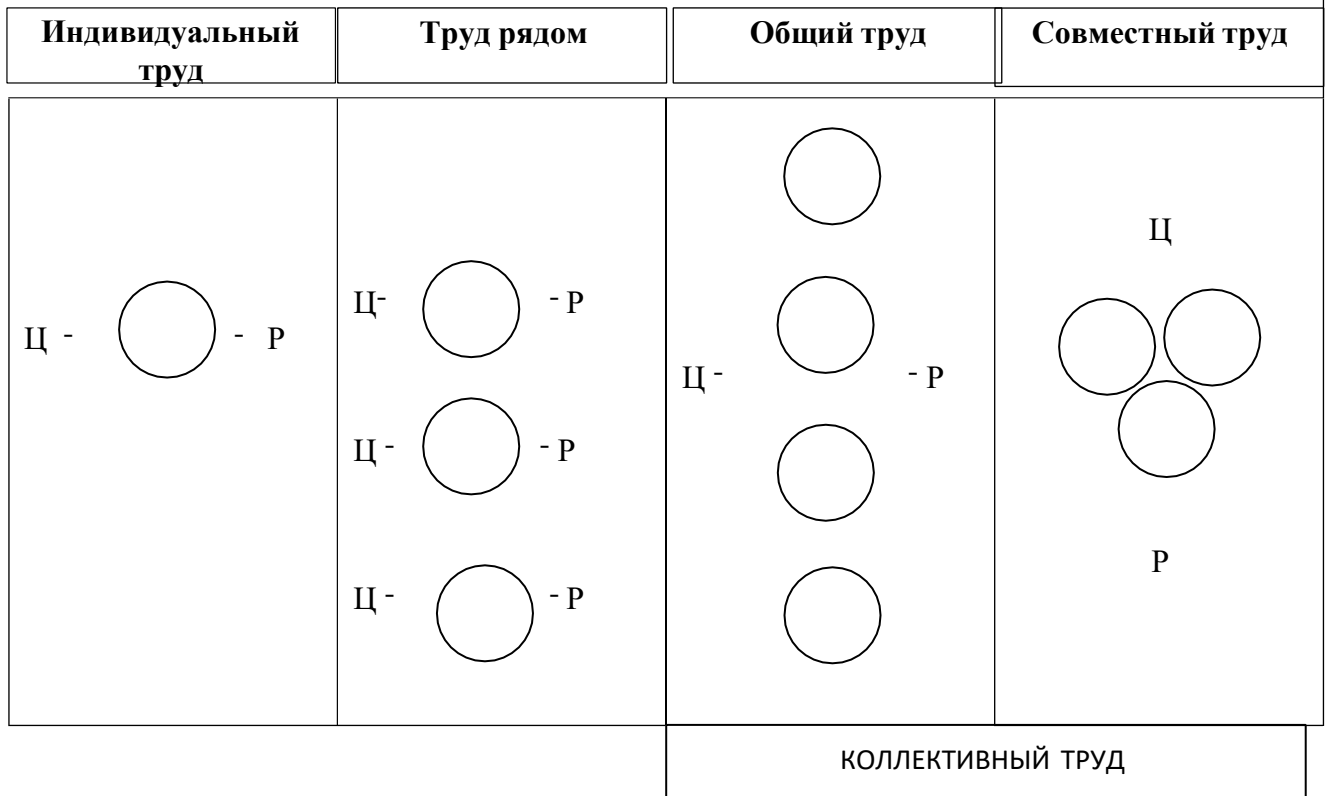 Индивидуальный
труд
Труд рядом
Общий труд
Совместный труд
Ц - - Р
Ц- - Р
Ц - - Р
Ц - - Р
Ц - - Р
Ц
Р
КОЛЛЕКТИВНЫЙ ТРУД